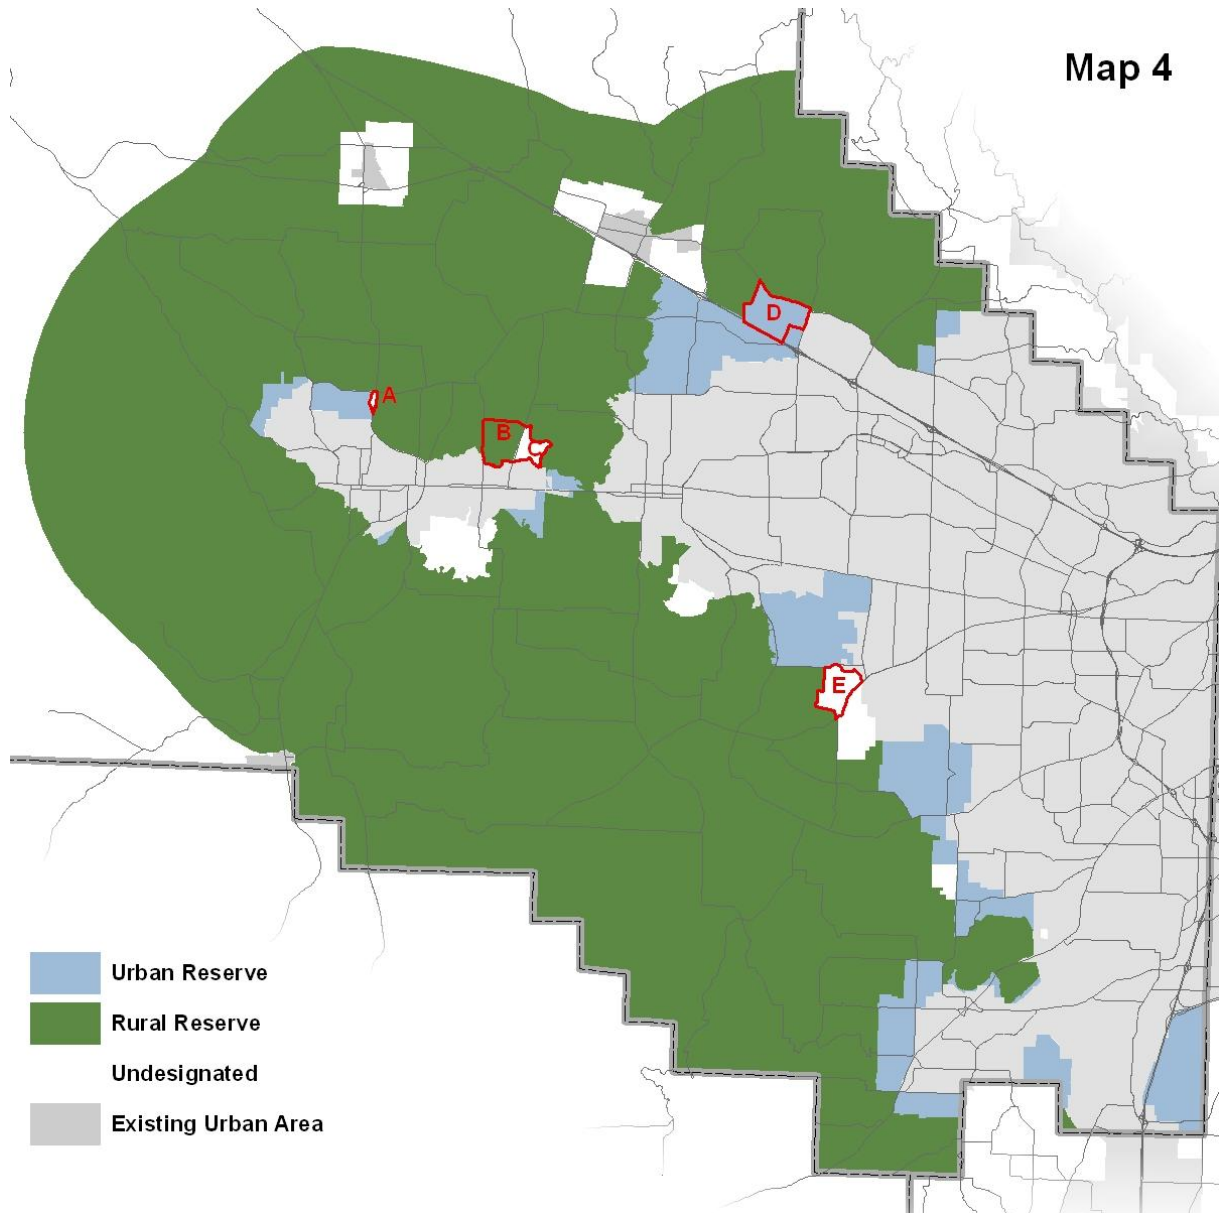 Map 4
D
A
B
C
E
Urban Reserve
Rural Reserve
Undesignated
Existing Urban Area